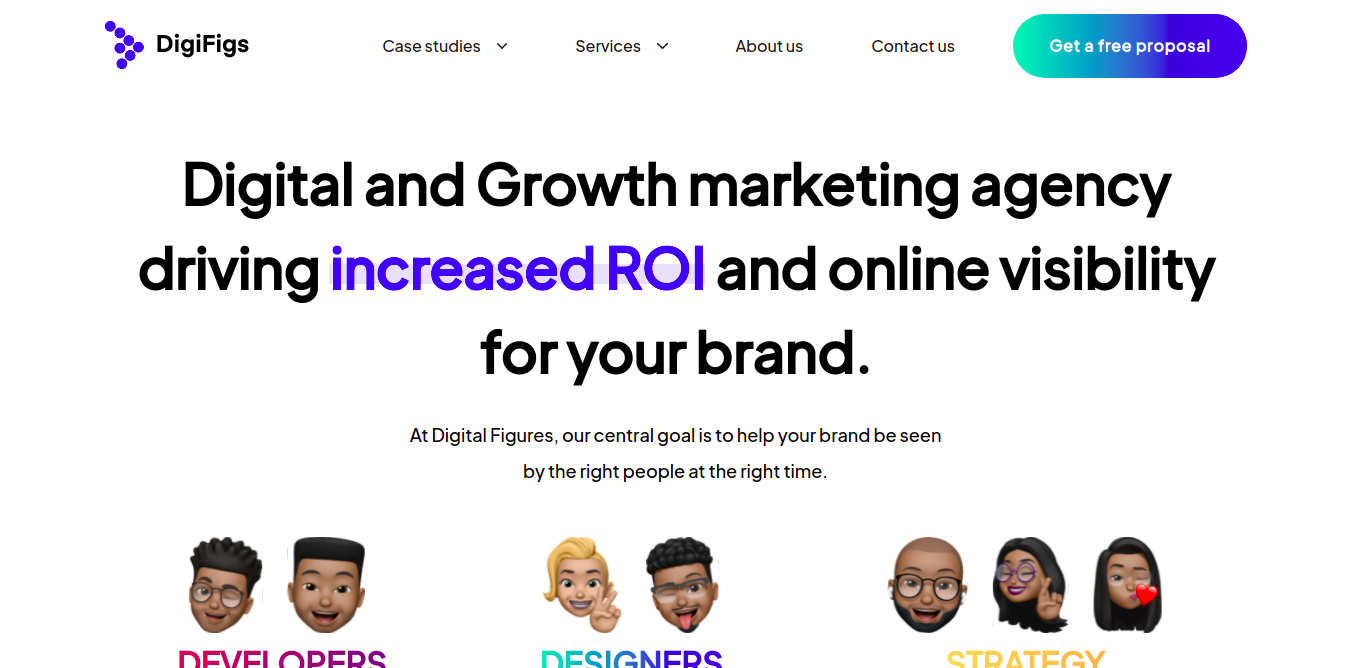 DigiFigs
Case studies
Services
About us
Contact us
Get a free proposal
Digital and Growth marketing agency
driving increased ROI and online visibility
for your brand.
At Digital Figures, our central goal is to help your brand be seen
by the right people at the right time.
DEVELOPERS
DESIGNERS
STRATEGY